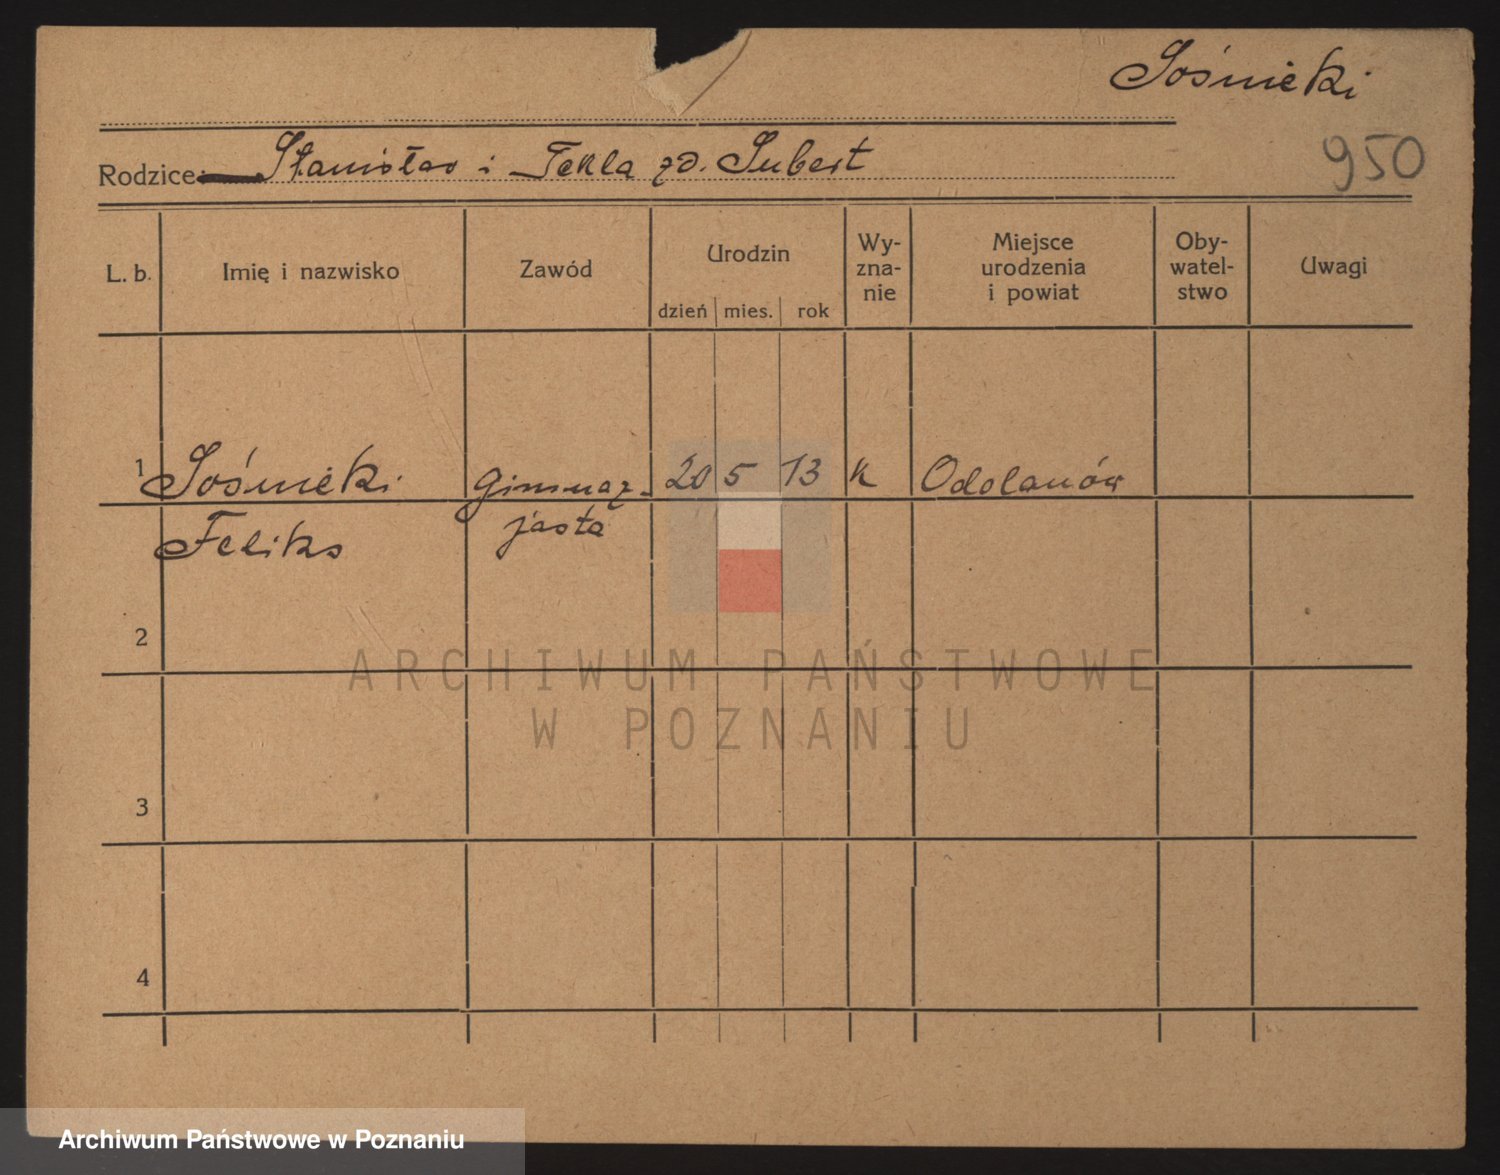 Sośnicki
Rodzice: Stanisław i Tekla zd. Subert
950
L. b.
Imię i nazwisko
Zawód
Urodzin
dzień mies. rok
Wy-
zna-
nie
Miejsce
urodzenia
i powiat
Oby-
watel-
stwo
Uwagi
1 Sośnicki gimnaz- 20 5 13 k Odolanów
Feliks jasta
2
3
4
ARCHIWUM PAŃSTWOWE
W POZNANIU
Archiwum Państwowe w Poznaniu